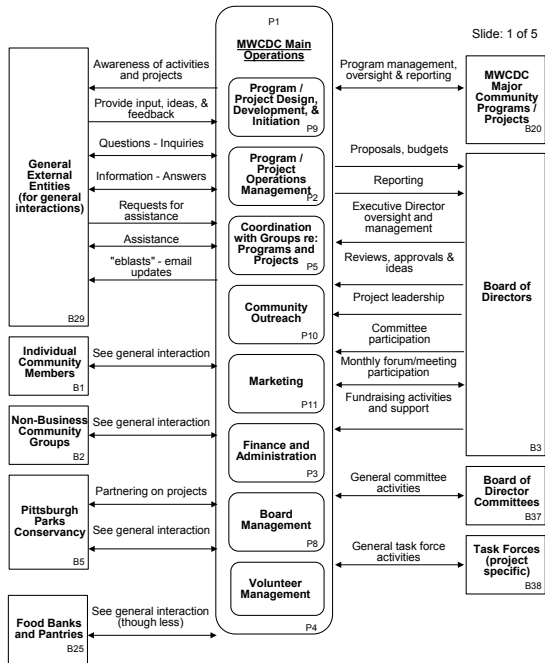 P1
MWCDC Main
Operations
Slide: 1 of 5
General
External
Entities
(for general
interactions)
B29
Awareness of activities
and projects
Provide input, ideas, &
feedback
Questions - Inquiries
Information - Answers
Requests for
assistance
Assistance
"eblasts" - email
updates
Individual
Community
Members
B1
See general interaction
Non-Business
Community
Groups
B2
See general interaction
Pittsburgh
Parks
Conservancy
B5
Partnering on projects
See general interaction
Food Banks
and Pantries
B25
See general interaction
(though less)
Program /
Project Design,
Development, &
Initiation
P9
Program /
Project
Operations
Management
P2
Coordination
with Groups re:
Programs and
Projects
P5
Community
Outreach
P10
Marketing
P11
Finance and
Administration
P3
Board
Management
P8
Volunteer
Management
P4
Program management,
oversight & reporting
MWCDC
Major
Community
Programs /
Projects
B20
Proposals, budgets
Reporting
Executive Director
oversight and
management
Reviews, approvals &
ideas
Project leadership
Committee
participation
Monthly forum/meeting
participation
Fundraising activities
and support
Board of
Directors
B3
General committee
activities
Board of
Director
Committees
B37
General task force
activities
Task Forces
(project
specific)
B38